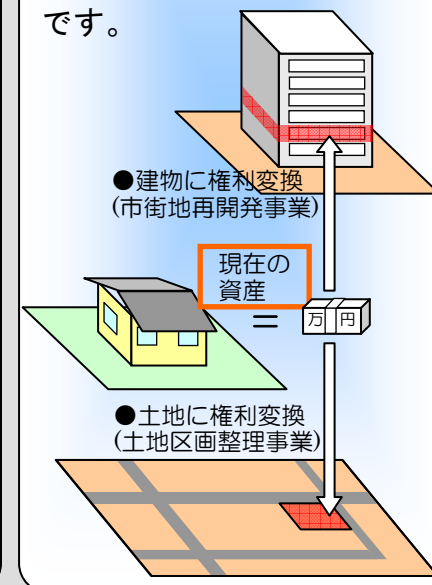 です。
●建物に権利変換
(市街地再開発事業)
現在の
資産
=
万 円
●土地に権利変換
(土地区画整理事業)